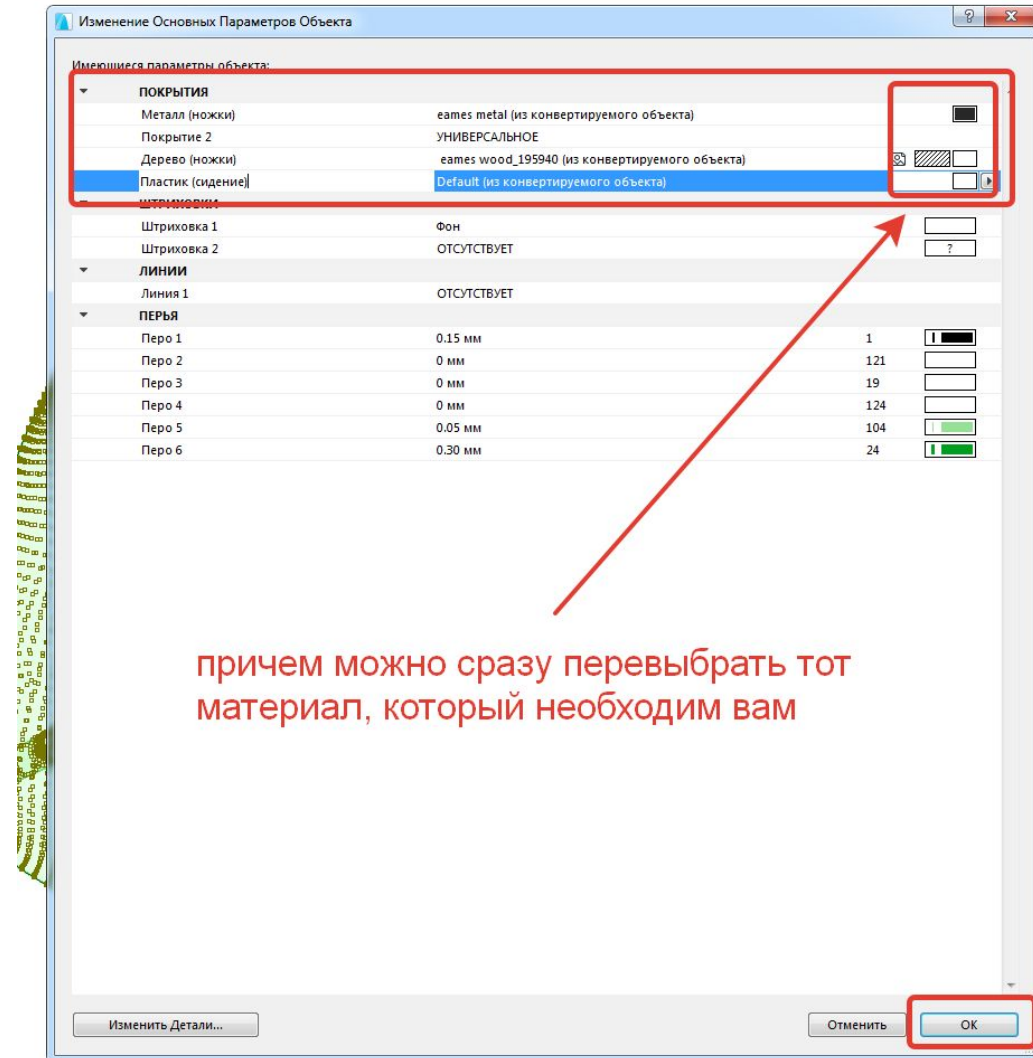 Изменение Основных Параметров Объекта
?
Имеющиеся параметры объекта:
ПОКРЫТИЯ
Металл (ножки) eames metal (из конвертируемого объекта)
Покрытие 2 УНИВЕРСАЛЬНОЕ
Дерево (ножки) eames wood_195940 (из конвертируемого объекта)
Пластик (сидение) Default (из конвертируемого объекта)
ШТРИХОВКИ
Штриховка 1 Фон
Штриховка 2 ОТСУТСТВУЕТ ?
ЛИНИИ
Линия 1 ОТСУТСТВУЕТ
ПЕРЬЯ
Перо 1 0.15 мм 1
Перо 2 0 мм 121
Перо 3 0 мм 19
Перо 4 0 мм 124
Перо 5 0.05 мм 104
Перо 6 0.30 мм 24
причем можно сразу перевыбрать тот
материал, который необходим вам
Изменить Детали... Отменить OK